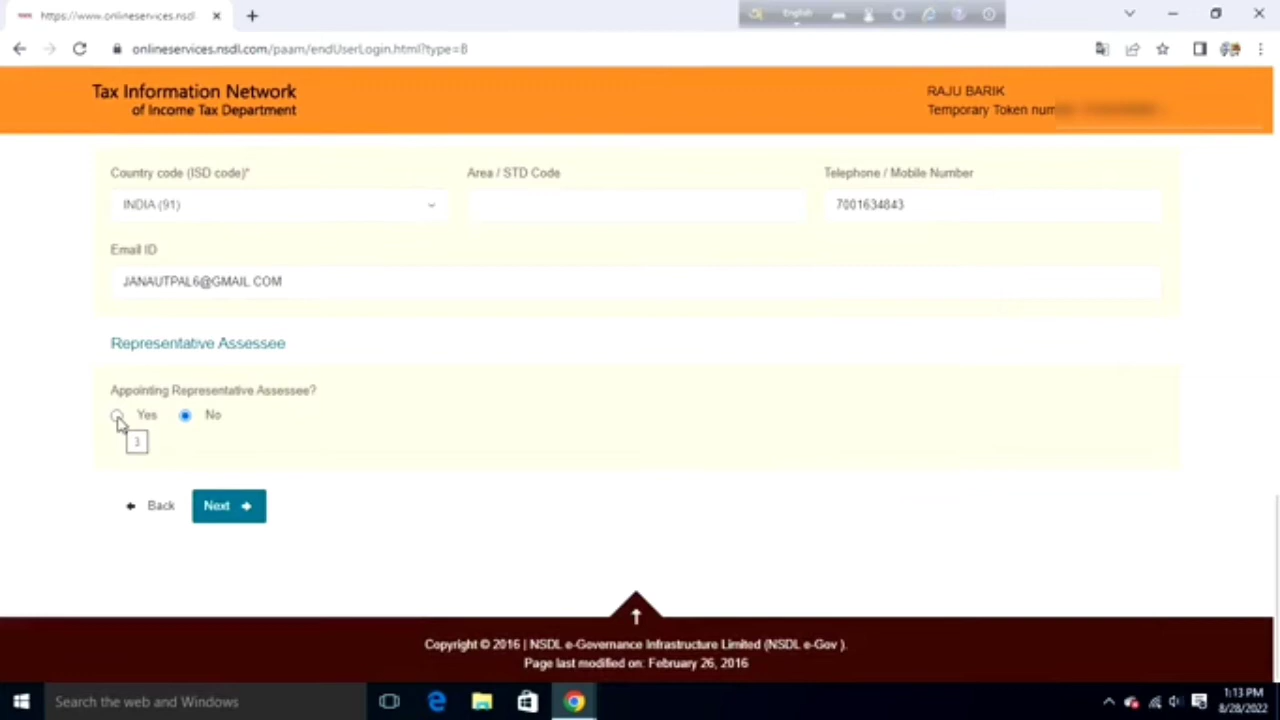 https://www.onlineservices.nsdl
English
onlineservices.nsdl.com/paam/endUserLogin.html?type=B
Tax Information Network
of Income Tax Department
RAJU BARIK
Temporary Token num
Country code (ISD code)*
Area / STD Code
Telephone / Mobile Number
INDIA (91)
7001634843
Email ID
JANAUTPAL6@GMAIL.COM
Representative Assessee
Appointing Representative Assessee?
Yes No
3
Back Next
Copyright © 2016 | NSDL e-Governance Infrastructure Limited (NSDL e-Gov ).
Page last modified on: February 26, 2016
Search the web and Windows
1:13 PM
8/28/2022